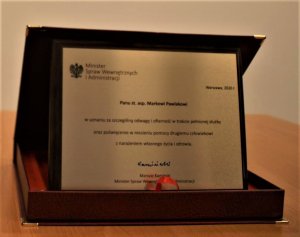 Minister
Spraw Wewnętrznych
i Administracji
Warszawa, 2020 r.
Panu st. asp. Markowi Pawlakowi
w uznaniu za szczególną odwagę i ofiarność w trakcie pełnionej służby
oraz poświęcenie w niesieniu pomocy drugiemu człowiekowi
z narażeniem własnego życia i zdrowia.
Mariusz Kamiński
Minister Spraw Wewnętrznych i Administracji